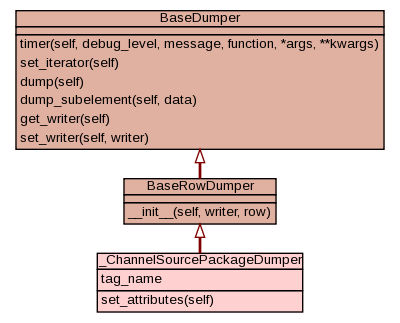 BaseDumper
timer(self, debug_level, message, function, *args, **kwargs)
set_iterator(self)
dump(self)
dump_subelement(self, data)
get_writer(self)
set_writer(self, writer)
BaseRowDumper
__init__(self, writer, row)
_ChannelSourcePackageDumper
tag_name
set_attributes(self)